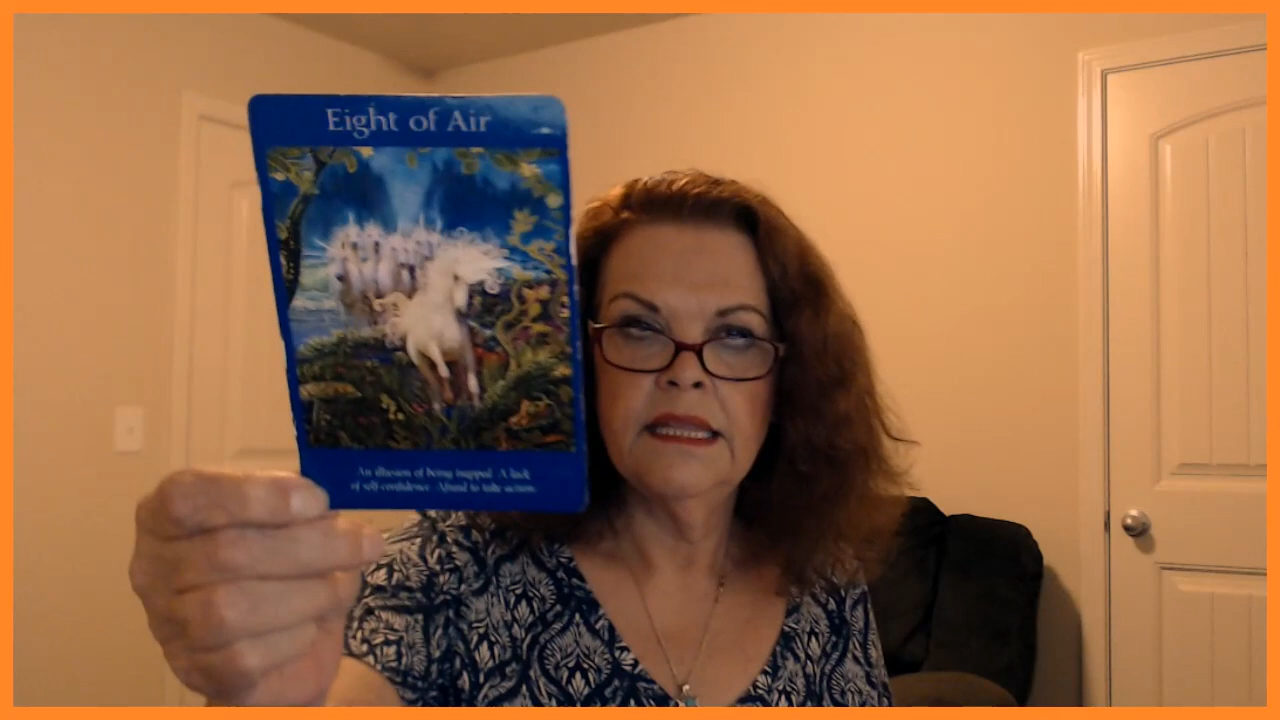 Eight of Air
An illusion of being trapped. A lack
of self-confidence. Afraid to take action.